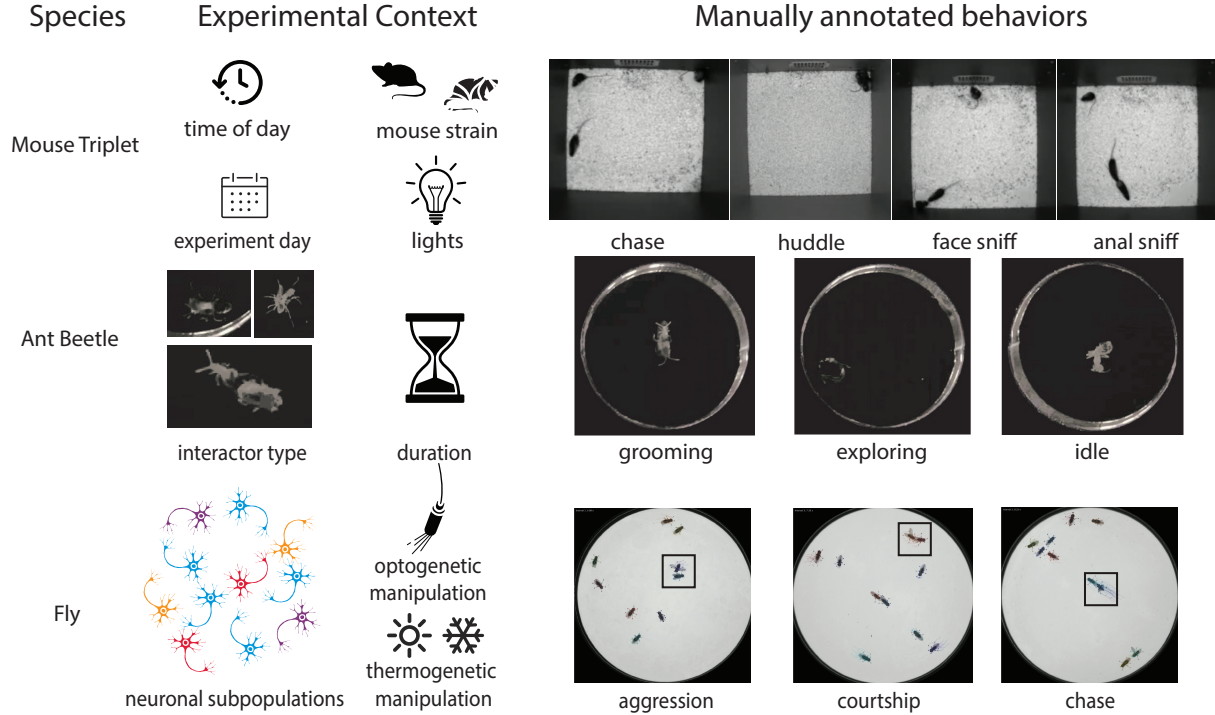 Species
Experimental Context
Manually annotated behaviors
Mouse Triplet
time of day
mouse strain
experiment day
lights
chase
huddle
face sniff
anal sniff
Ant Beetle
interactor type
duration
grooming
exploring
idle
Fly
neuronal subpopulations
optogenetic
manipulation
thermogenetic
manipulation
aggression
courtship
chase